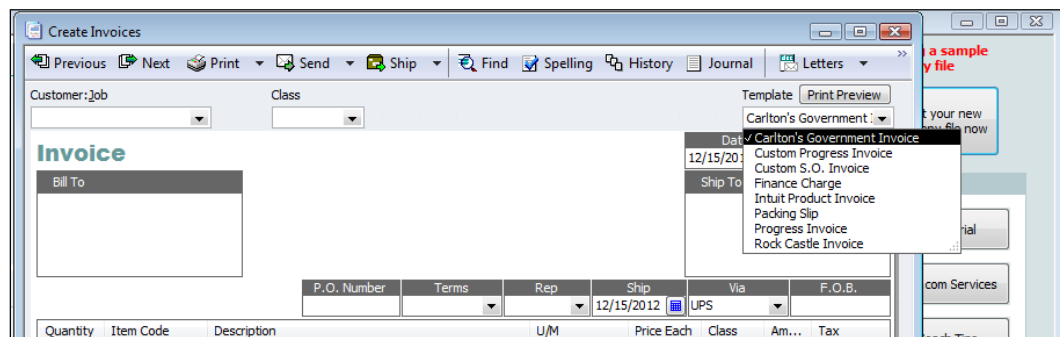 Create Invoices
Previous Next Print Send Ship Find Spelling History Journal Letters »
a sample
y file
Customer:Job Class Template Print Preview
Carlton's Government
t your new
file now
Invoice
Dat
12/15/201
✓ Carlton's Government Invoice
Custom Progress Invoice
Custom S.O. Invoice
Finance Charge
Intuit Product Invoice
Packing Slip
Progress Invoice
Rock Castle Invoice
Bill To Ship To
rial
P.O. Number Terms Rep Ship Via F.O.B.
12/15/2012 UPS
.com Services
Quantity Item Code Description U/M Price Each Class Am... Tax